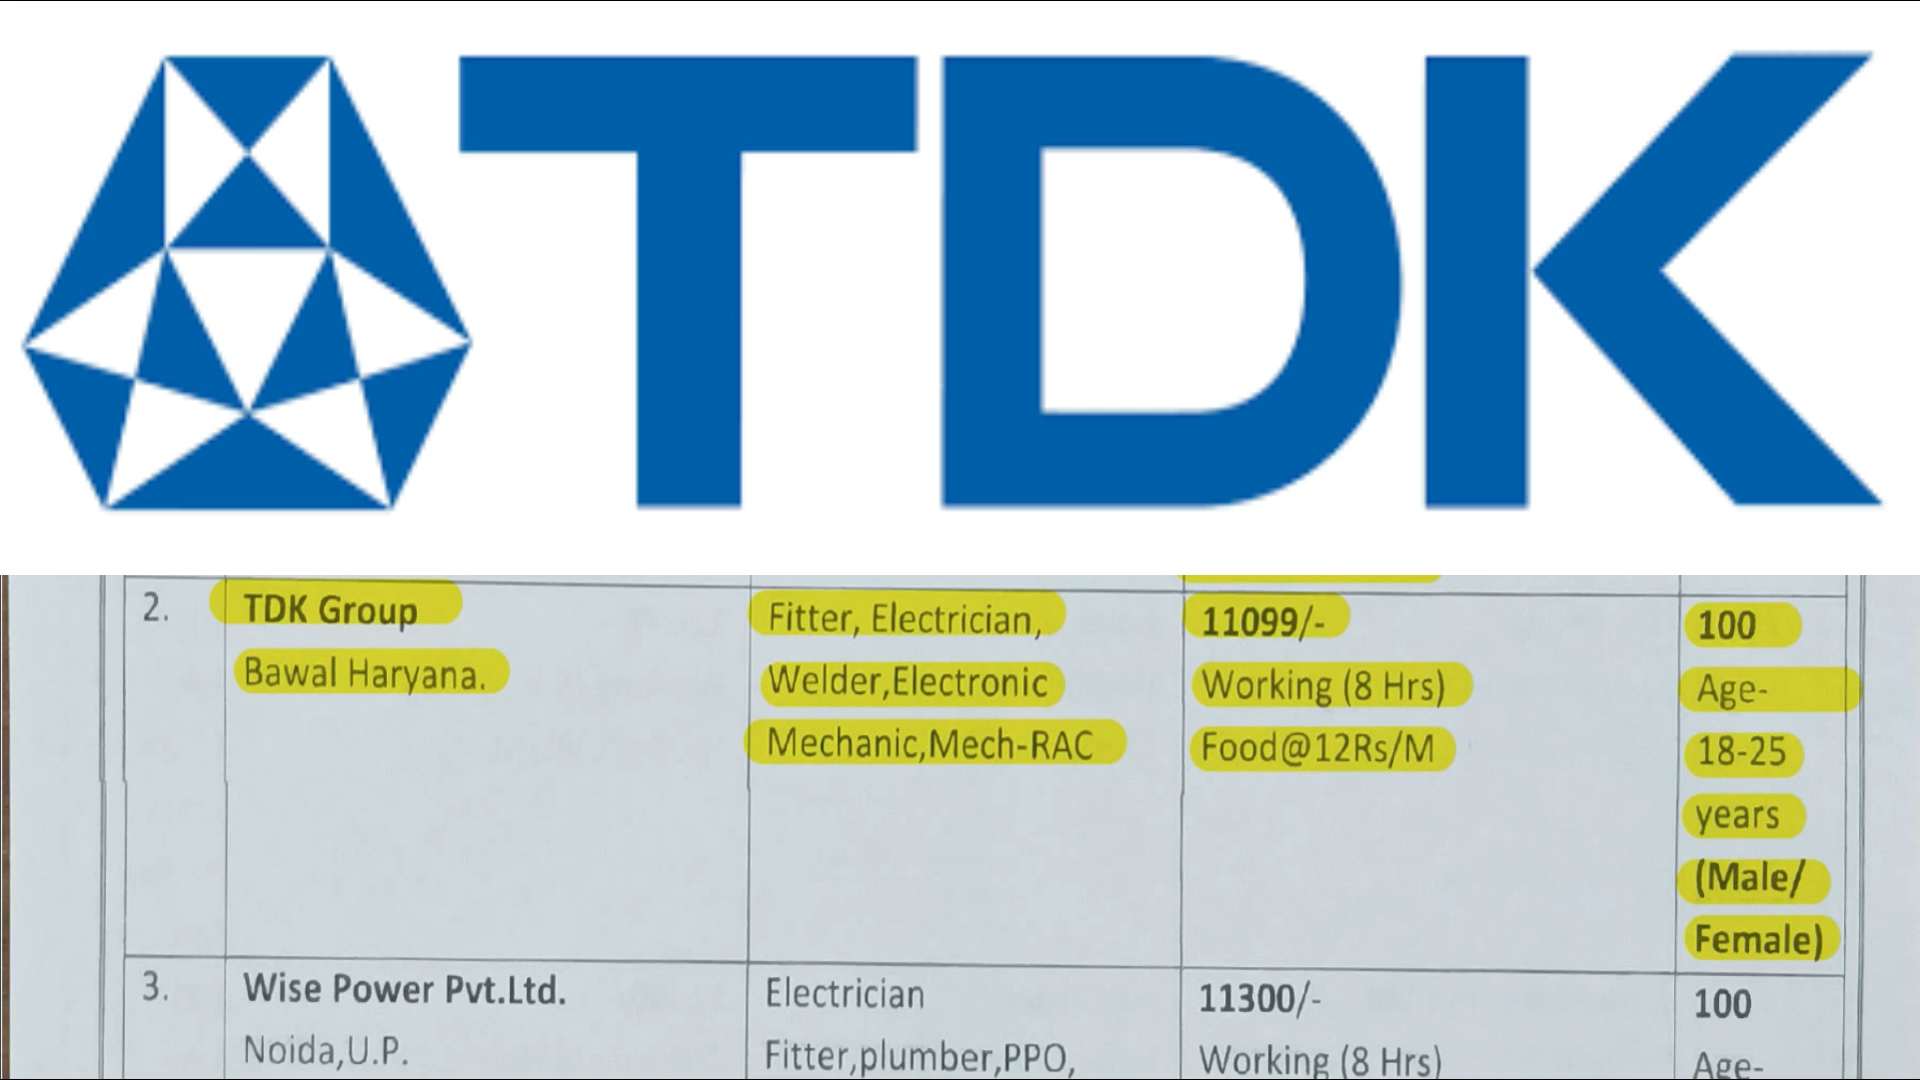 TDK
2. TDK Group Fitter, Electrician, 11099/- 100
Bawal Haryana. Welder,Electronic Working (8 Hrs) Age-
Mechanic,Mech-RAC Food@12Rs/M 18-25
years
(Male/
Female)
3. Wise Power Pvt.Ltd. Electrician 11300/- 100
Noida,U.P. Fitter,plumber,PPO, Working (8 Hrs) Age-